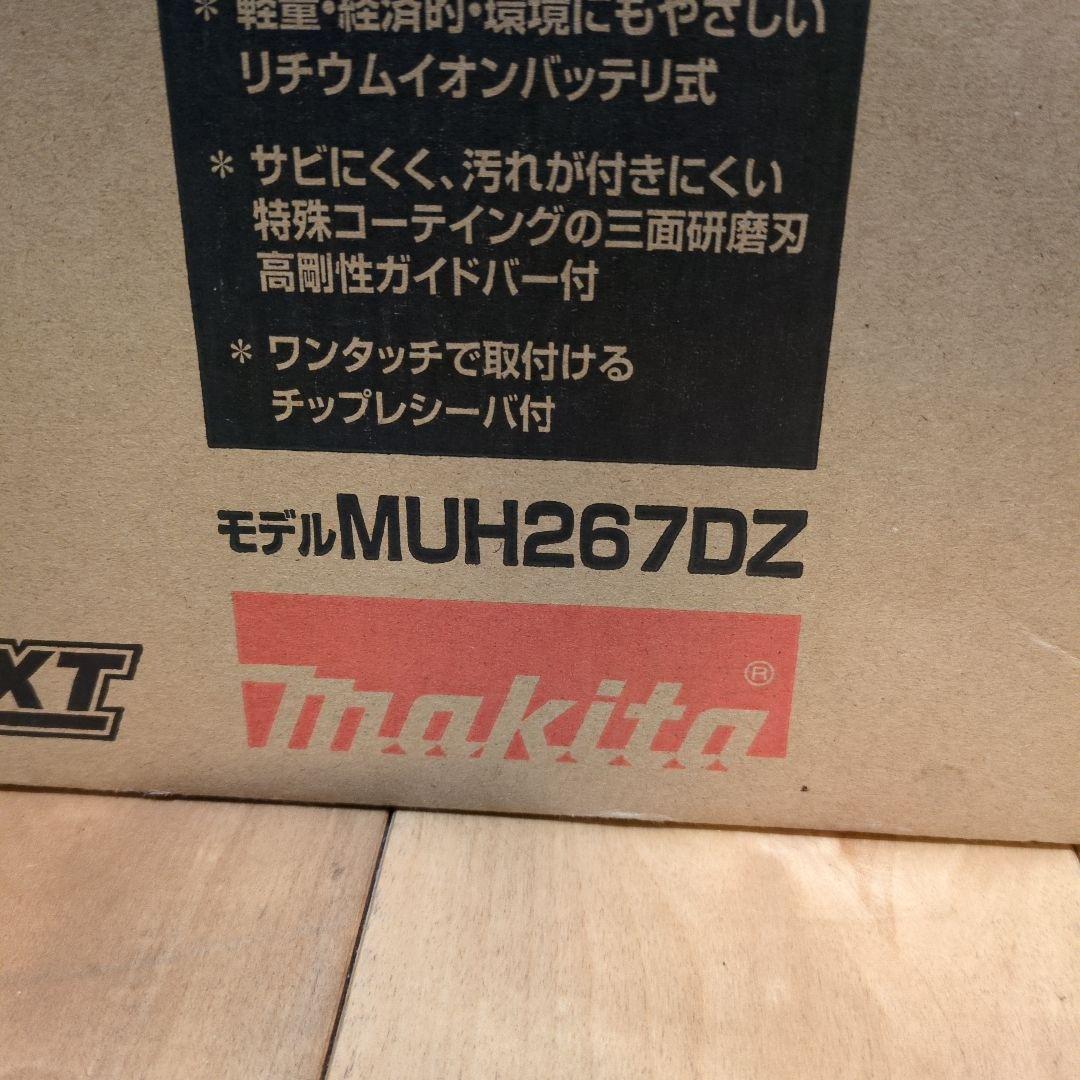 * 軽量・経済的・環境にもやさしい
リチウムイオンバッテリ式
* サビにくく、汚れが付きにくい
特殊コーテイングの三面研磨刃
高剛性ガイドバー付
* ワンタッチで取付ける
チップレシーバ付
モデルMUH267DZ
XT
makita®